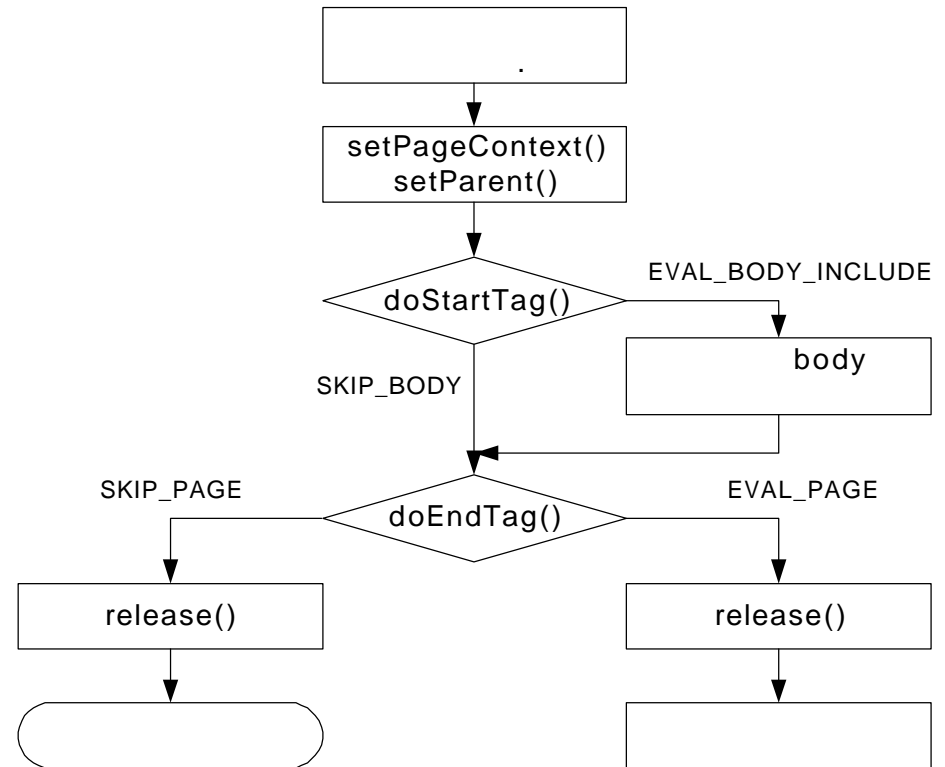 .
setPageContext()
setParent()
doStartTag()
EVAL_BODY_INCLUDE
body
SKIP_BODY
SKIP_PAGE
EVAL_PAGE
doEndTag()
release()
release()